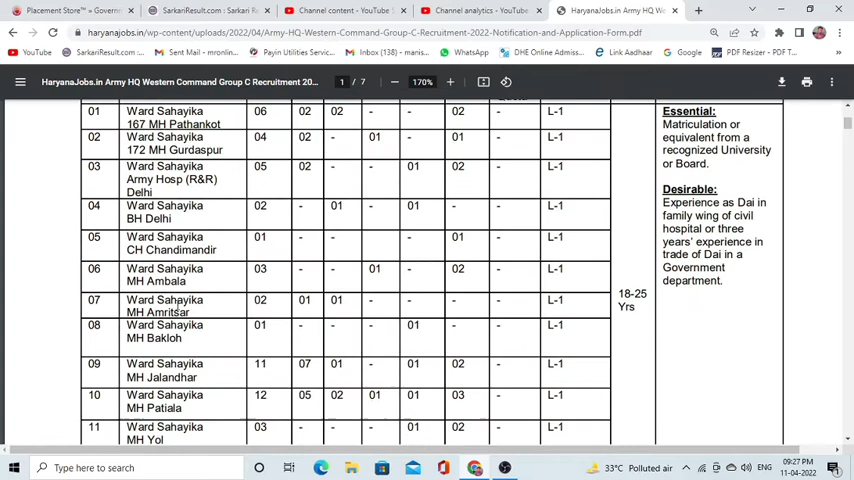 Placement Store™ » Governme
SarkariResult.com : Sarkari Resu
Channel content - YouTube S
Channel analytics - YouTube
HaryanaJobs.in Army HQ We
haryanajobs.in/wp-content/uploads/2022/04/Army-HQ-Western-Command-Group-C-Recruitment-2022-Notification-and-Application-Form.pdf
YouTube SarkariResult.com : S... Sent Mail - mronline... Payin Utilities Servic... Inbox (138) - manis... WhatsApp DHE Online Admissi... Link Aadhaar Google PDF Resizer | PDF... PDF Extra
HaryanaJobs.in Army HQ Western Command Group C Recruitment 20... 1 / 7 170%
01 Ward Sahayika 06 02 02 - - 02 - L-1
167 MH Pathankot
02 Ward Sahayika 04 02 - 01 - 01 - L-1
172 MH Gurdaspur
03 Ward Sahayika 05 02 - - 01 02 - L-1
Army Hosp (R&R)
Delhi
04 Ward Sahayika 02 - 01 - 01 - - L-1
BH Delhi
05 Ward Sahayika 01 - - - - 01 - L-1
CH Chandimandir
06 Ward Sahayika 03 - - 01 - 02 - L-1
MH Ambala
07 Ward Sahayika 02 01 01 - - - - L-1
MH Amritsar
08 Ward Sahayika 01 - - - 01 - - L-1
MH Bakloh
09 Ward Sahayika 11 07 01 - 01 02 - L-1
MH Jalandhar
10 Ward Sahayika 12 05 02 01 01 03 - L-1
MH Patiala
11 Ward Sahayika 03 - - - 01 02 - L-1
MH Yol
18-25
Yrs
Essential:
Matriculation or
equivalent from a
recognized University
or Board.
Desirable:
Experience as Dai in
family wing of civil
hospital or three
years' experience in
trade of Dai in a
Government
department.
Type here to search
33°C Polluted air
ENG
09:27 PM
11-04-2022